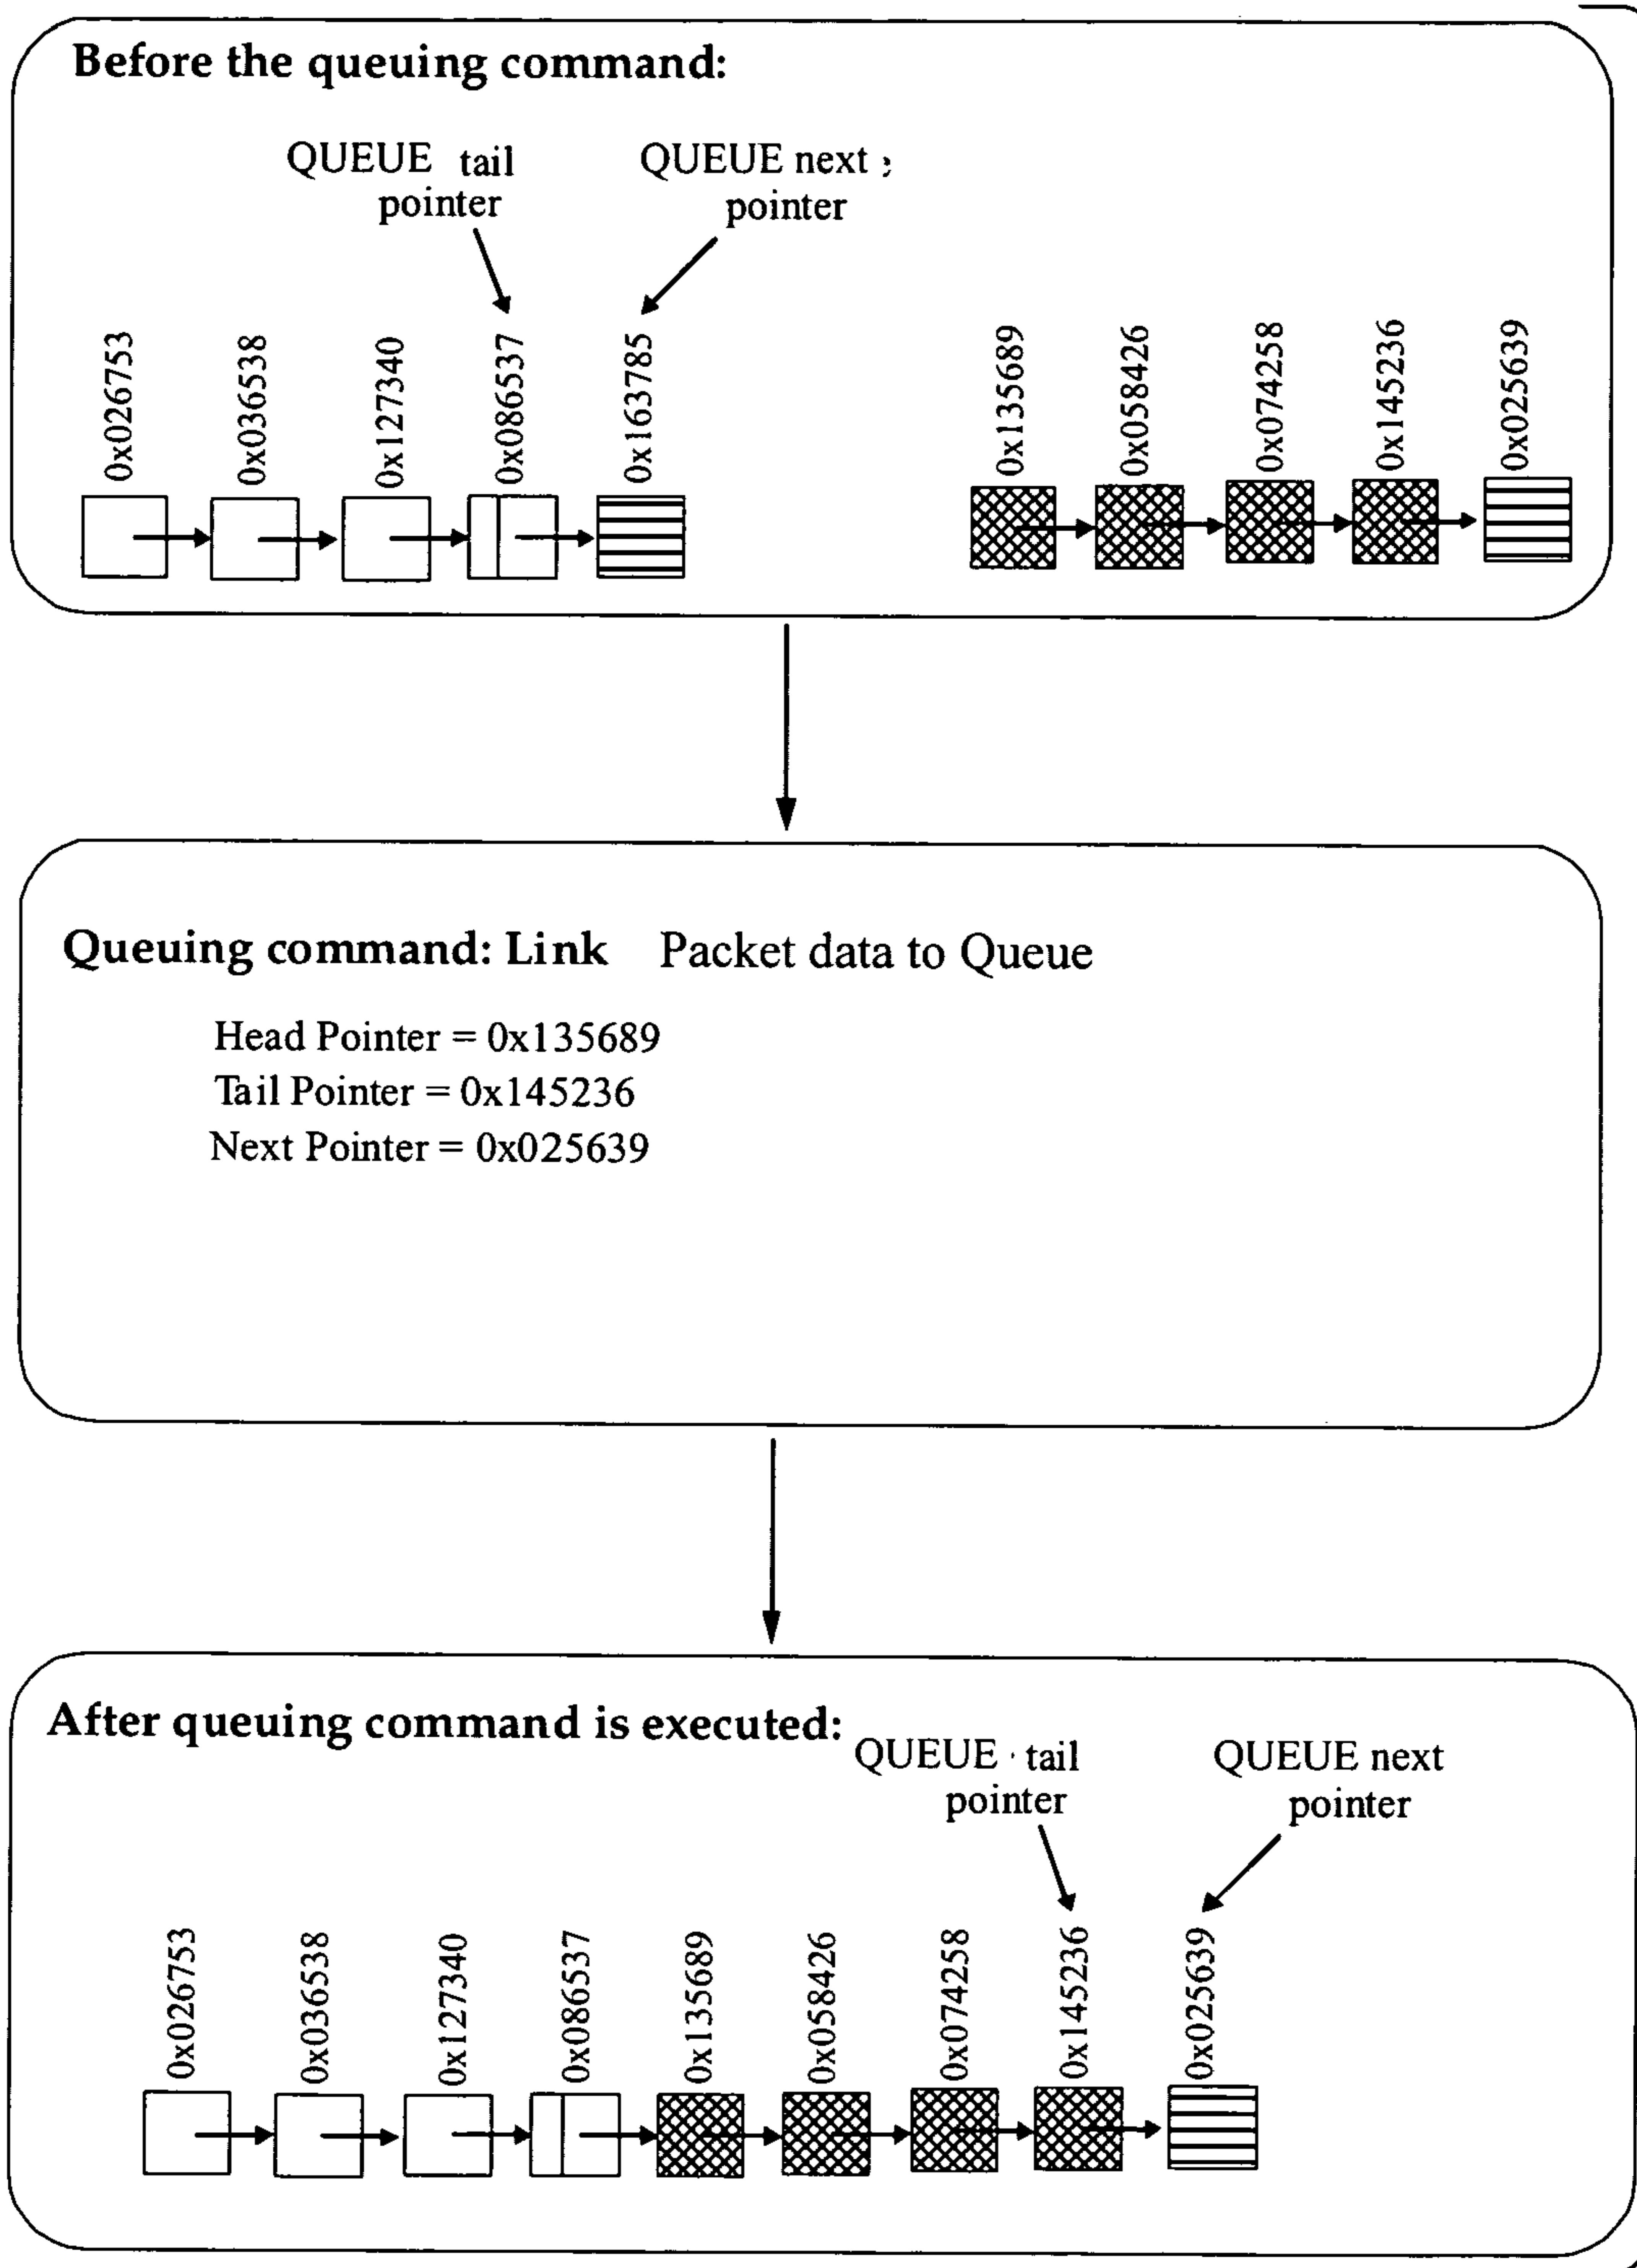 Before the queuing command:
QUEUE tail
pointer
QUEUE next ;
pointer
0x026753
0x036538
0x127340
0x086537
0x163785
0x135689
0x058426
0x074258
0x145236
0x025639
Queuing command: Link Packet data to Queue
Head Pointer = 0x135689
Tail Pointer = 0x145236
Next Pointer = 0x025639
After queuing command is executed:
QUEUE tail
pointer
QUEUE next
pointer
0x026753
0x036538
0x127340
0x086537
0x135689
0x058426
0x074258
0x145236
0x025639